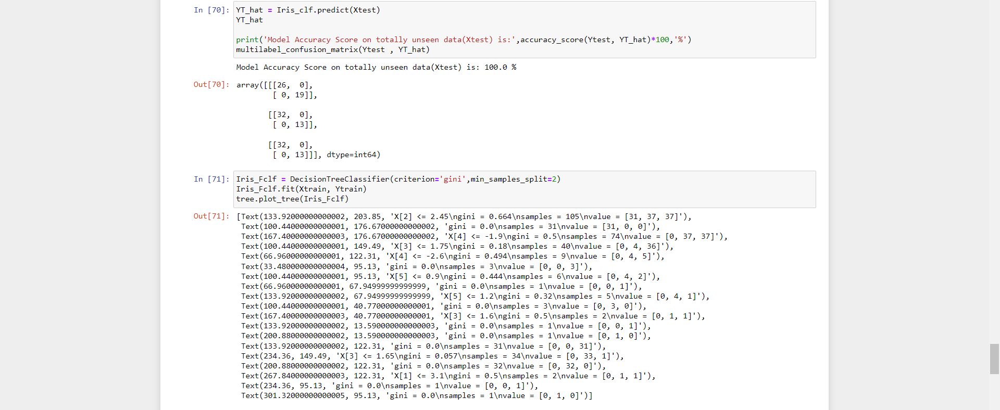 In [70]: YT_hat = Iris_clf.predict(Xtest)
YT_hat
print('Model Accuracy Score on totally unseen data(Xtest) is:',accuracy_score(Ytest, YT_hat)*100,'%')
multilabel_confusion_matrix(Ytest , YT_hat)
Model Accuracy Score on totally unseen data(Xtest) is: 100.0 %
Out[70]: array([[[26,  0],
[ 0, 19]],
[[32,  0],
[ 0, 13]],
[[32,  0],
[ 0, 13]]], dtype=int64)
In [71]: Iris_Fclf = DecisionTreeClassifier(criterion='gini',min_samples_split=2)
Iris_Fclf.fit(Xtrain, Ytrain)
tree.plot_tree(Iris_Fclf)
Out[71]: [Text(133.92000000000002, 203.85, 'X[2] <= 2.45\ngini = 0.664\nsamples = 105\nvalue = [31, 37, 37]'),
Text(100.44000000000001, 176.67000000000002, 'gini = 0.0\nsamples = 31\nvalue = [31, 0, 0]'),
Text(167.40000000000003, 176.67000000000002, 'X[4] <= -1.9\ngini = 0.5\nsamples = 74\nvalue = [0, 37, 37]'),
Text(100.44000000000001, 149.49, 'X[3] <= 1.75\ngini = 0.18\nsamples = 40\nvalue = [0, 4, 36]'),
Text(66.96000000000001, 122.31, 'X[4] <= -2.6\ngini = 0.494\nsamples = 9\nvalue = [0, 4, 5]'),
Text(33.480000000000004, 95.13, 'gini = 0.0\nsamples = 3\nvalue = [0, 0, 3]'),
Text(100.44000000000001, 95.13, 'X[5] <= 0.9\ngini = 0.444\nsamples = 6\nvalue = [0, 4, 2]'),
Text(66.96000000000001, 67.94999999999999, 'gini = 0.0\nsamples = 1\nvalue = [0, 0, 1]'),
Text(133.92000000000002, 67.94999999999999, 'X[5] <= 1.2\ngini = 0.32\nsamples = 5\nvalue = [0, 4, 1]'),
Text(100.44000000000001, 40.77000000000001, 'gini = 0.0\nsamples = 3\nvalue = [0, 3, 0]'),
Text(167.40000000000003, 40.77000000000001, 'X[3] <= 1.6\ngini = 0.5\nsamples = 2\nvalue = [0, 1, 1]'),
Text(133.92000000000002, 13.590000000000003, 'gini = 0.0\nsamples = 1\nvalue = [0, 0, 1]'),
Text(200.88000000000002, 13.590000000000003, 'gini = 0.0\nsamples = 1\nvalue = [0, 1, 0]'),
Text(133.92000000000002, 122.31, 'gini = 0.0\nsamples = 31\nvalue = [0, 0, 31]'),
Text(234.36, 149.49, 'X[3] <= 1.65\ngini = 0.057\nsamples = 34\nvalue = [0, 33, 1]'),
Text(200.88000000000002, 122.31, 'gini = 0.0\nsamples = 32\nvalue = [0, 32, 0]'),
Text(267.84000000000003, 122.31, 'X[1] <= 3.1\ngini = 0.5\nsamples = 2\nvalue = [0, 1, 1]'),
Text(234.36, 95.13, 'gini = 0.0\nsamples = 1\nvalue = [0, 0, 1]'),
Text(301.32000000000005, 95.13, 'gini = 0.0\nsamples = 1\nvalue = [0, 1, 0]')]